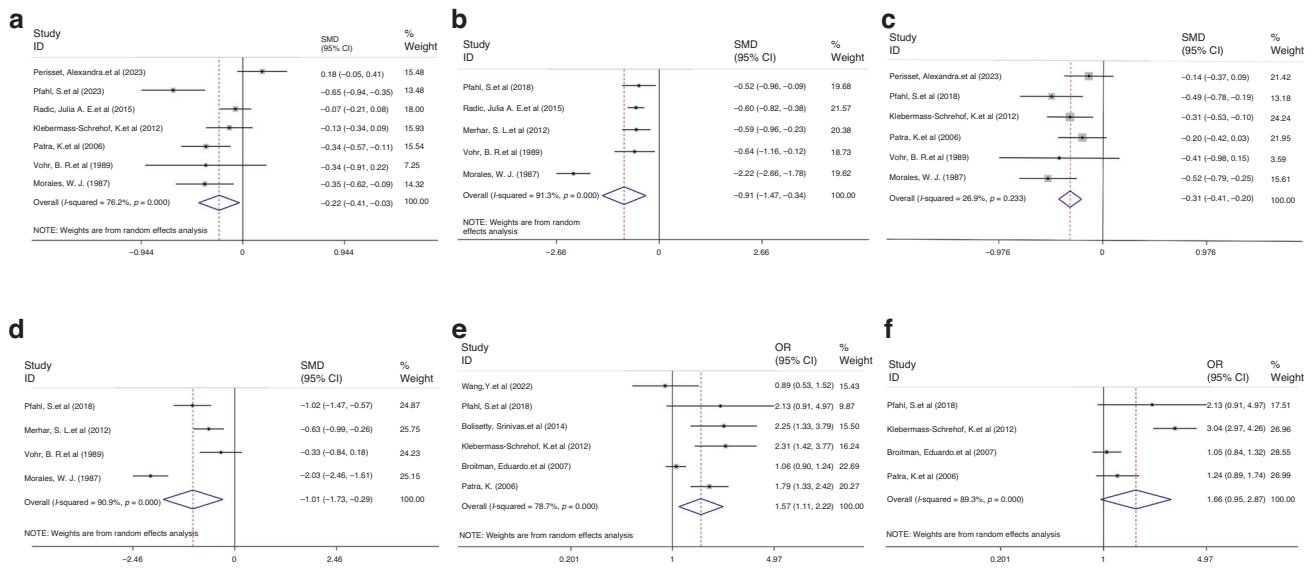 a
Study
ID
SMD
(95% CI)
%
Weight
Perisset, Alexandra.et al (2023) 0.18 (−0.05, 0.41) 15.48
Pfahl, S.et al (2023) −0.65 (−0.94, −0.35) 13.48
Radic, Julia A. E.et al (2015) −0.07 (−0.21, 0.08) 18.00
Klebermass-Schrehof, K.et al (2012) −0.13 (−0.34, 0.09) 15.93
Patra, K.et al (2006) −0.34 (−0.57, −0.11) 15.54
Vohr, B. R.et al (1989) −0.34 (−0.91, 0.22) 7.25
Morales, W. J. (1987) −0.35 (−0.62, −0.09) 14.32
Overall (I-squared = 76.2%, p = 0.000) −0.22 (−0.41, −0.03) 100.00
NOTE: Weights are from random effects analysis
−0.944 0 0.944
b
Study
ID
SMD
(95% CI)
%
Weight
Pfahl, S.et al (2018) −0.52 (−0.96, −0.09) 19.68
Radic, Julia A. E.et al (2015) −0.60 (−0.82, −0.38) 21.57
Merhar, S. L.et al (2012) −0.59 (−0.96, −0.23) 20.38
Vohr, B. R.et al (1989) −0.64 (−1.16, −0.12) 18.73
Morales, W. J. (1987) −2.22 (−2.66, −1.78) 19.62
Overall (I-squared = 91.3%, p = 0.000) −0.91 (−1.47, −0.34) 100.00
NOTE: Weights are from random
effects analysis
−2.66 0 2.66
c
Study
ID
SMD
(95% CI)
%
Weight
Perisset, Alexandra.et al (2023) −0.14 (−0.37, 0.09) 21.42
Pfahl, S.et al (2018) −0.49 (−0.78, −0.19) 13.18
Klebermass-Schrehof, K.et al (2012) −0.31 (−0.53, −0.10) 24.24
Patra, K.et al (2006) −0.20 (−0.42, 0.03) 21.95
Vohr, B. R.et al (1989) −0.41 (−0.98, 0.15) 3.59
Morales, W. J. (1987) −0.52 (−0.79, −0.25) 15.61
Overall (I-squared = 26.9%, p = 0.233) −0.31 (−0.41, −0.20) 100.00
NOTE: Weights are from random effects analysis
−0.976 0 0.976
d
Study
ID
SMD
(95% CI)
%
Weight
Pfahl, S.et al (2018) −1.02 (−1.47, −0.57) 24.87
Merhar, S. L.et al (2012) −0.63 (−0.99, −0.26) 25.75
Vohr, B. R.et al (1989) −0.33 (−0.84, 0.18) 24.23
Morales, W. J. (1987) −2.03 (−2.46, −1.61) 25.15
Overall (I-squared = 90.9%, p = 0.000) −1.01 (−1.73, −0.29) 100.00
NOTE: Weights are from random effects analysis
−2.46 0 2.46
e
Study
ID
OR
(95% CI)
%
Weight
Wang,Y.et al (2022) 0.89 (0.53, 1.52) 15.43
Pfahl, S.et al (2018) 2.13 (0.91, 4.97) 9.87
Bolisetty, Srinivas.et al (2014) 2.25 (1.33, 3.79) 15.50
Klebermass-Schrehof, K.et al (2012) 2.31 (1.42, 3.77) 16.24
Broitman, Eduardo.et al (2007) 1.06 (0.90, 1.24) 22.69
Patra, K. (2006) 1.79 (1.33, 2.42) 20.27
Overall (I-squared = 78.7%, p = 0.000) 1.57 (1.11, 2.22) 100.00
NOTE: Weights are from random effects analysis
0.201 1 4.97
f
Study
ID
OR
(95% CI)
%
Weight
Pfahl, S.et al (2018) 2.13 (0.91, 4.97) 17.51
Klebermass-Schrehof, K.et al (2012) 3.04 (2.97, 4.26) 26.96
Broitman, Eduardo.et al (2007) 1.05 (0.84, 1.32) 28.55
Patra, K.et al (2006) 1.24 (0.89, 1.74) 26.99
Overall (I-squared = 89.3%, p = 0.000) 1.66 (0.95, 2.87) 100.00
NOTE: Weights are from random effects analysis
0.201 1 4.97